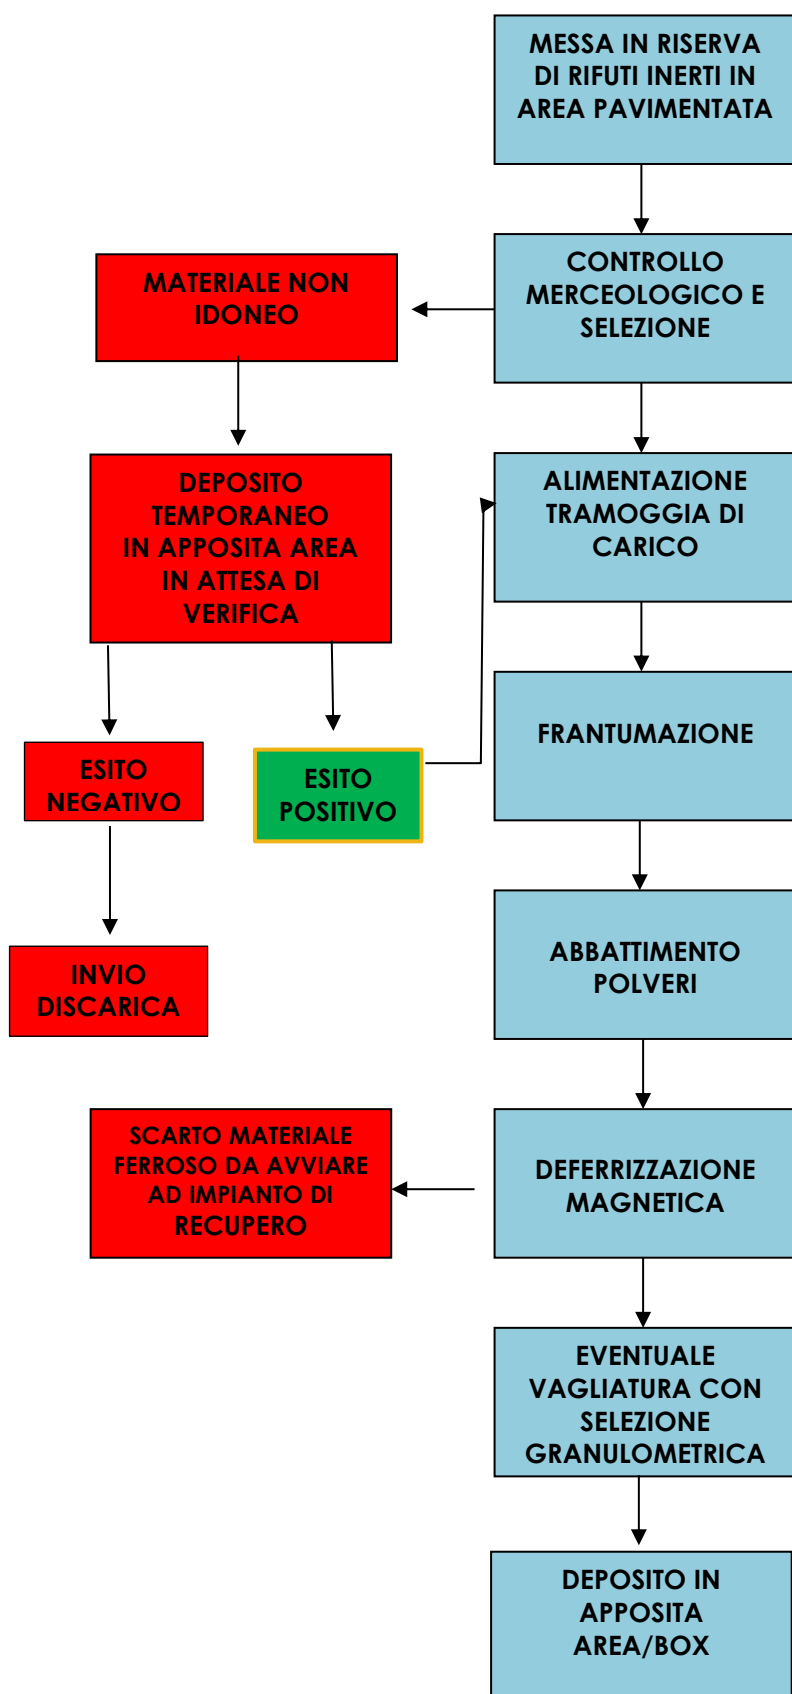 MESSA IN RISERVA
DI RIFUTI INERTI IN
AREA PAVIMENTATA
CONTROLLO
MERCEOLOGICO E
SELEZIONE
MATERIALE NON
IDONEO
DEPOSITO
TEMPORANEO
IN APPOSITA AREA
IN ATTESA DI
VERIFICA
ALIMENTAZIONE
TRAMOGGIA DI
CARICO
FRANTUMAZIONE
ESITO
NEGATIVO
ESITO
POSITIVO
ABBATTIMENTO
POLVERI
INVIO
DISCARICA
SCARTO MATERIALE
FERROSO DA AVVIARE
AD IMPIANTO DI
RECUPERO
DEFERRIZZAZIONE
MAGNETICA
EVENTUALE
VAGLIATURA CON
SELEZIONE
GRANULOMETRICA
DEPOSITO IN
APPOSITA
AREA/BOX